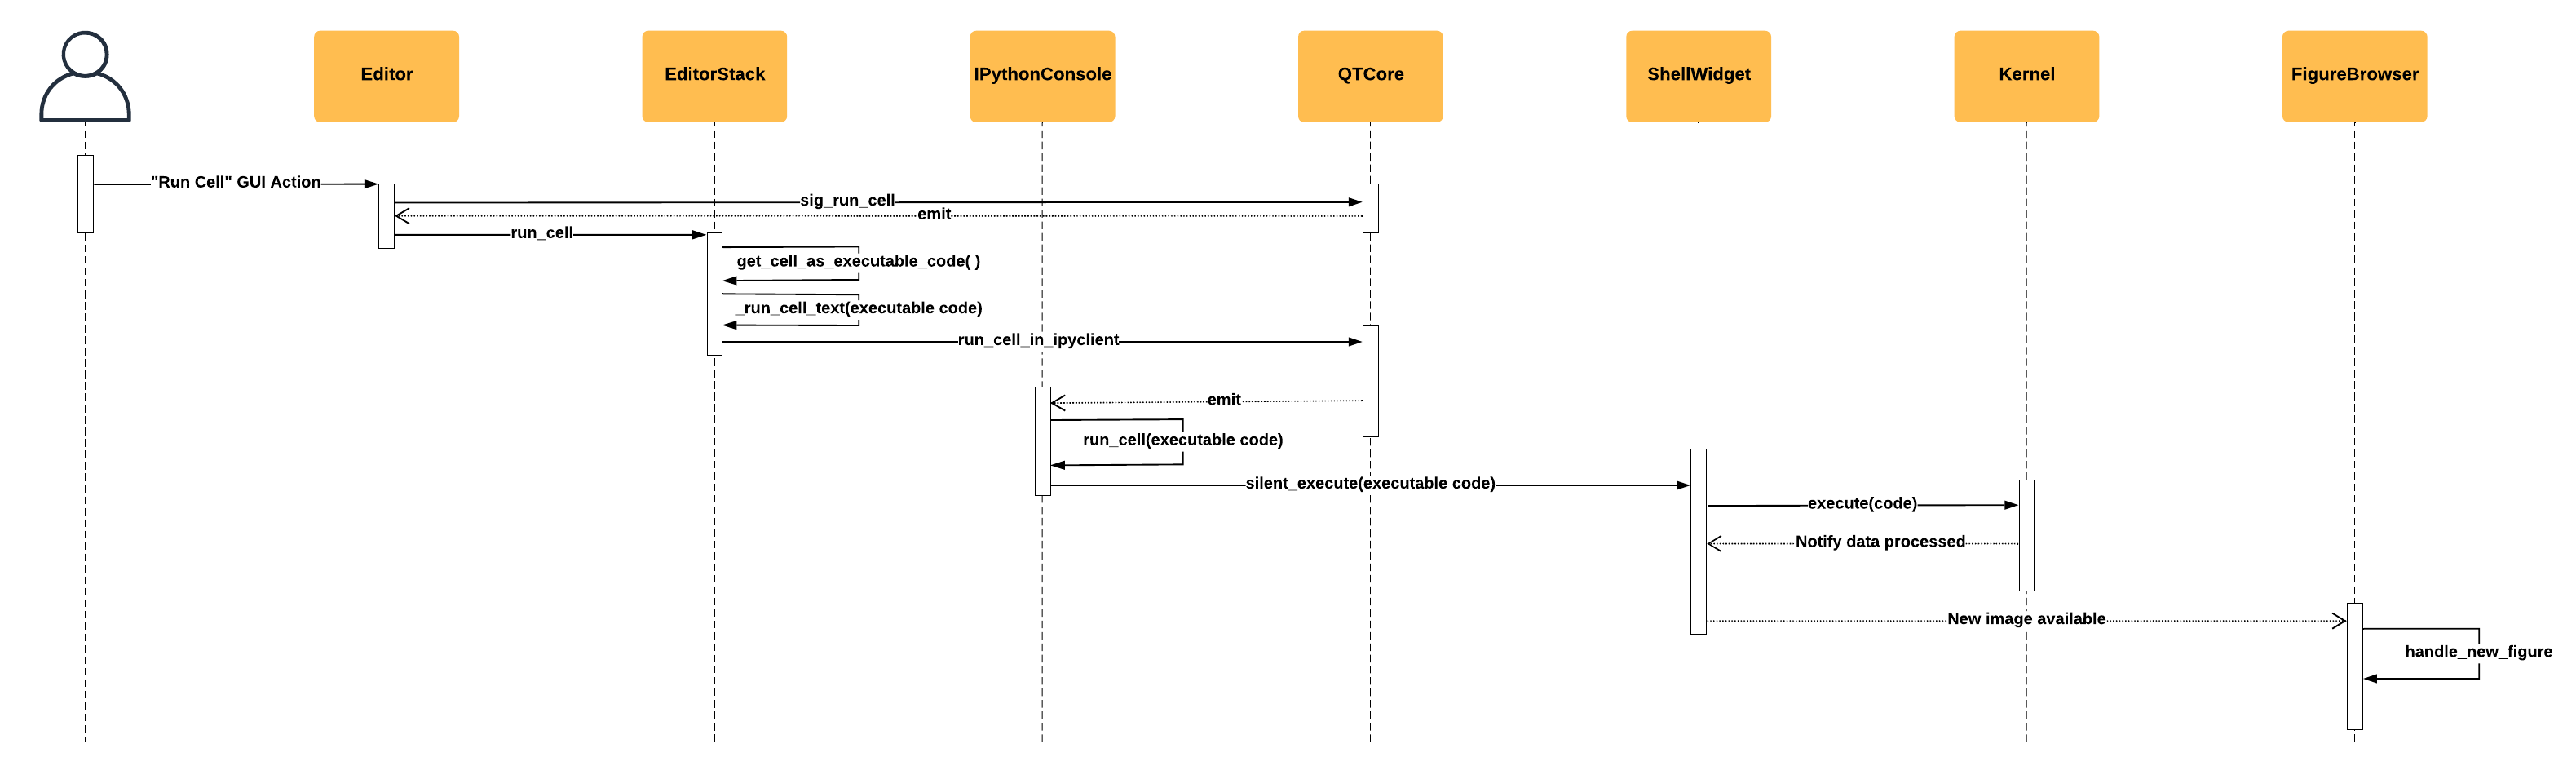 Editor
EditorStack
IPythonConsole
QTCore
ShellWidget
Kernel
FigureBrowser
"Run Cell" GUI Action
sig_run_cell
emit
run_cell
get_cell_as_executable_code( )
_run_cell_text(executable code)
run_cell_in_ipyclient
emit
run_cell(executable code)
silent_execute(executable code)
execute(code)
Notify data processed
New image available
handle_new_figure